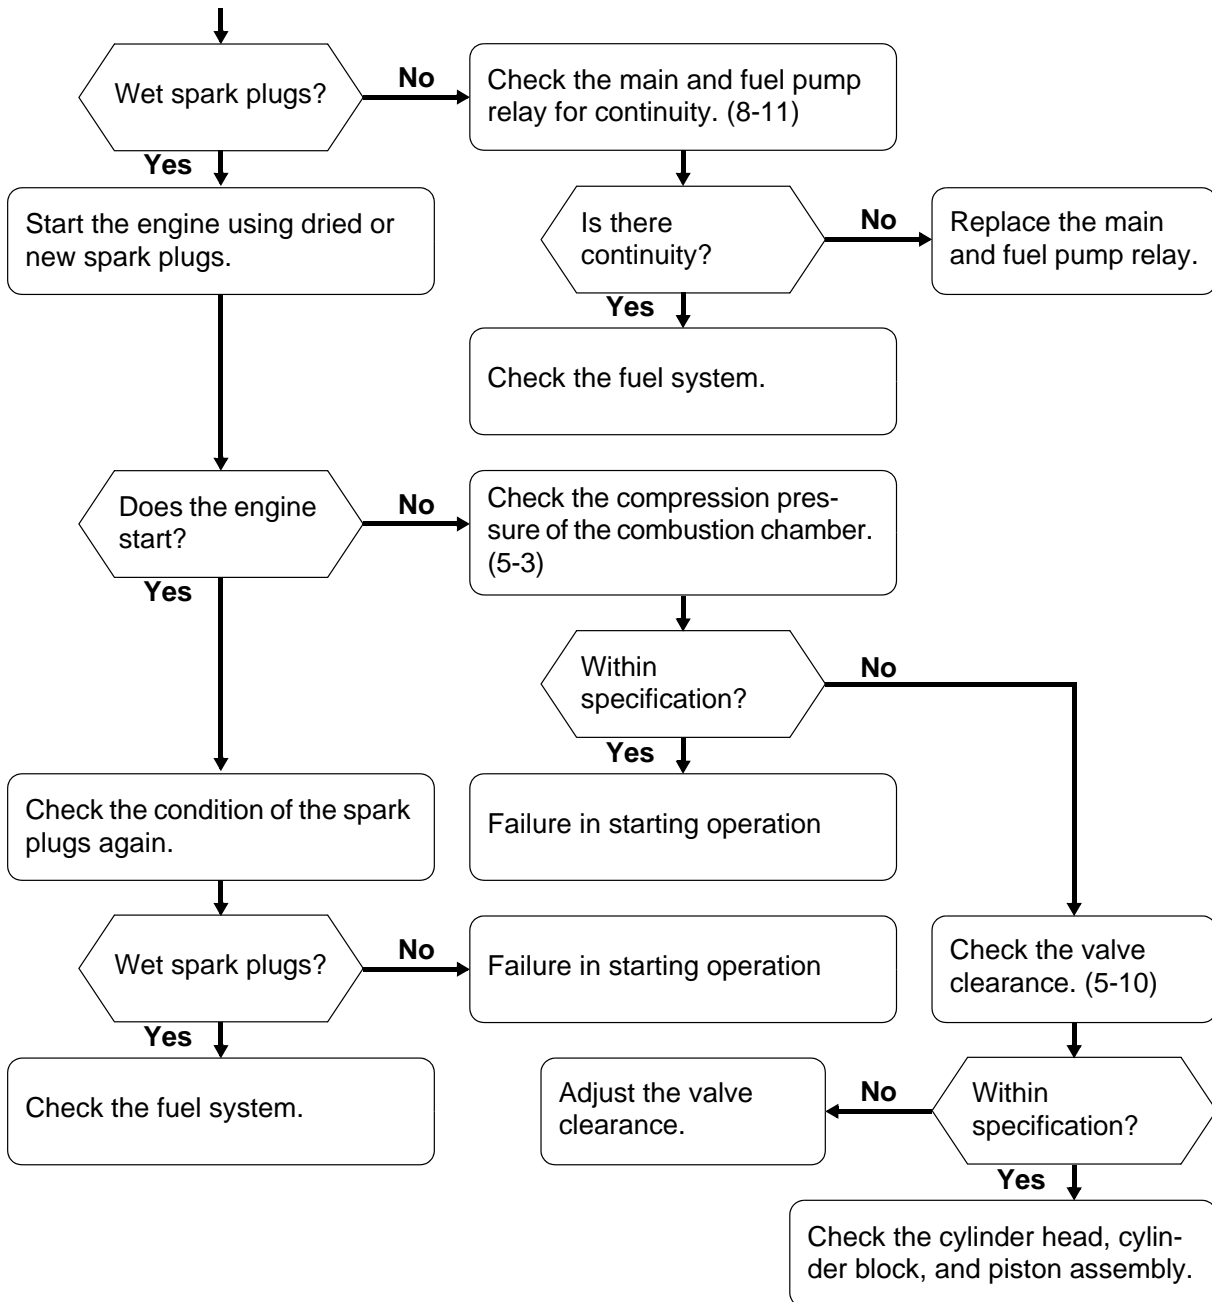 Wet spark plugs?
No
Check the main and fuel pump
relay for continuity. (8-11)
Yes
Start the engine using dried or
new spark plugs.
Is there
continuity?
No
Replace the main
and fuel pump relay.
Yes
Check the fuel system.
Does the engine
start?
No
Check the compression pres-
sure of the combustion chamber.
(5-3)
Yes
Within
specification?
No
Yes
Check the condition of the spark
plugs again.
Failure in starting operation
Wet spark plugs?
No
Failure in starting operation
Check the valve
clearance. (5-10)
Yes
Check the fuel system.
Adjust the valve
clearance.
No
Within
specification?
Yes
Check the cylinder head, cylin-
der block, and piston assembly.